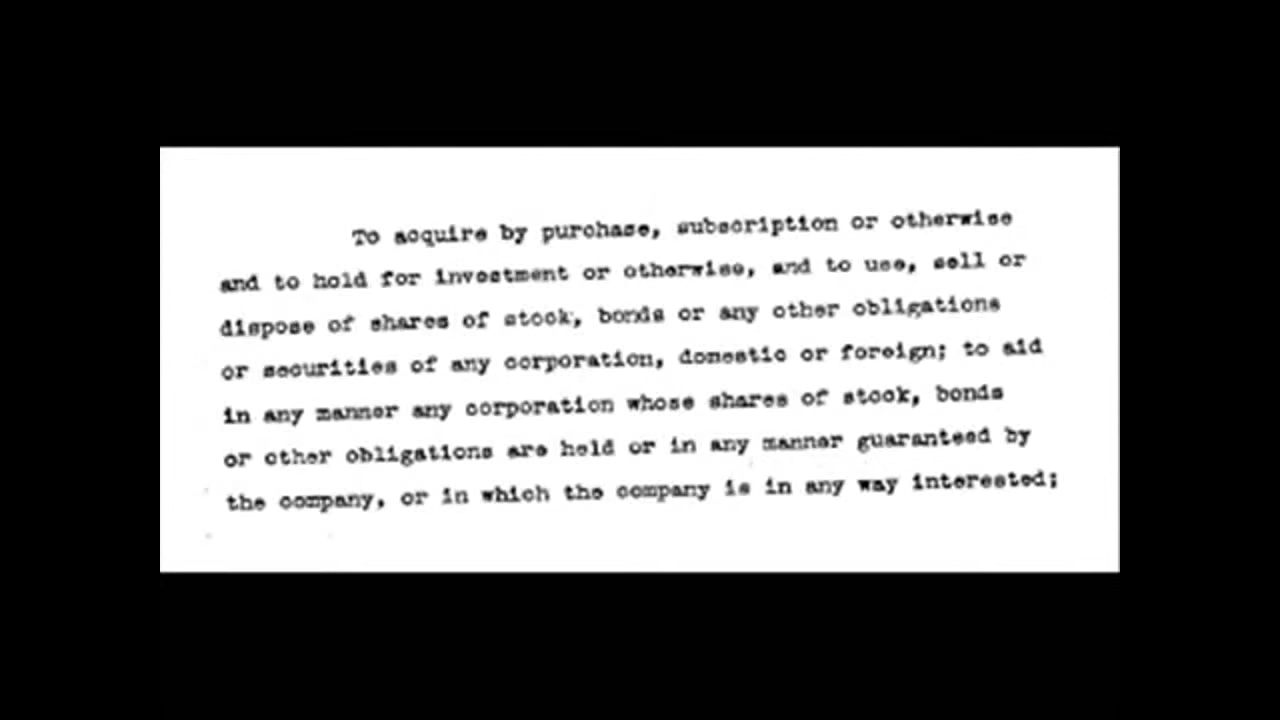 To acquire by purchase, subscription or otherwise
and to hold for investment or otherwise, and to use, sell or
dispose of shares of stock, bonds or any other obligations
or securities of any corporation, domestic or foreign; to aid
in any manner any corporation whose shares of stock, bonds
or other obligations are held or in any manner guaranteed by
the company, or in which the company is in any way interested;